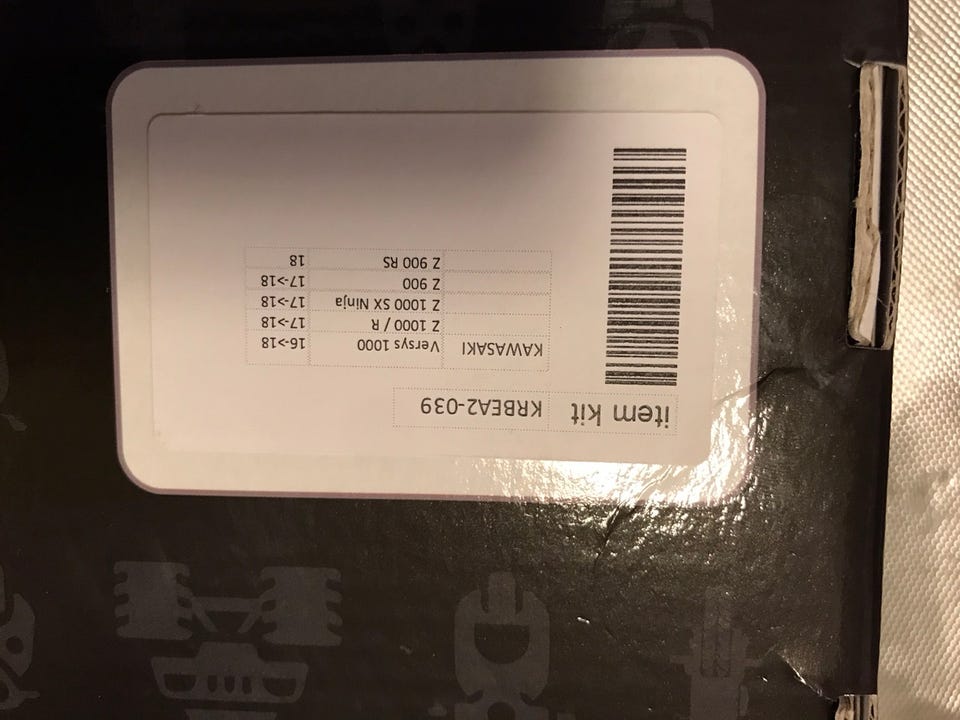 item kit KRBEA2-039
KAWASAKI Versys 1000 16->18
Z 1000 / R 17->18
Z 1000 SX Ninja 17->18
Z 900 17->18
Z 900 RS 18